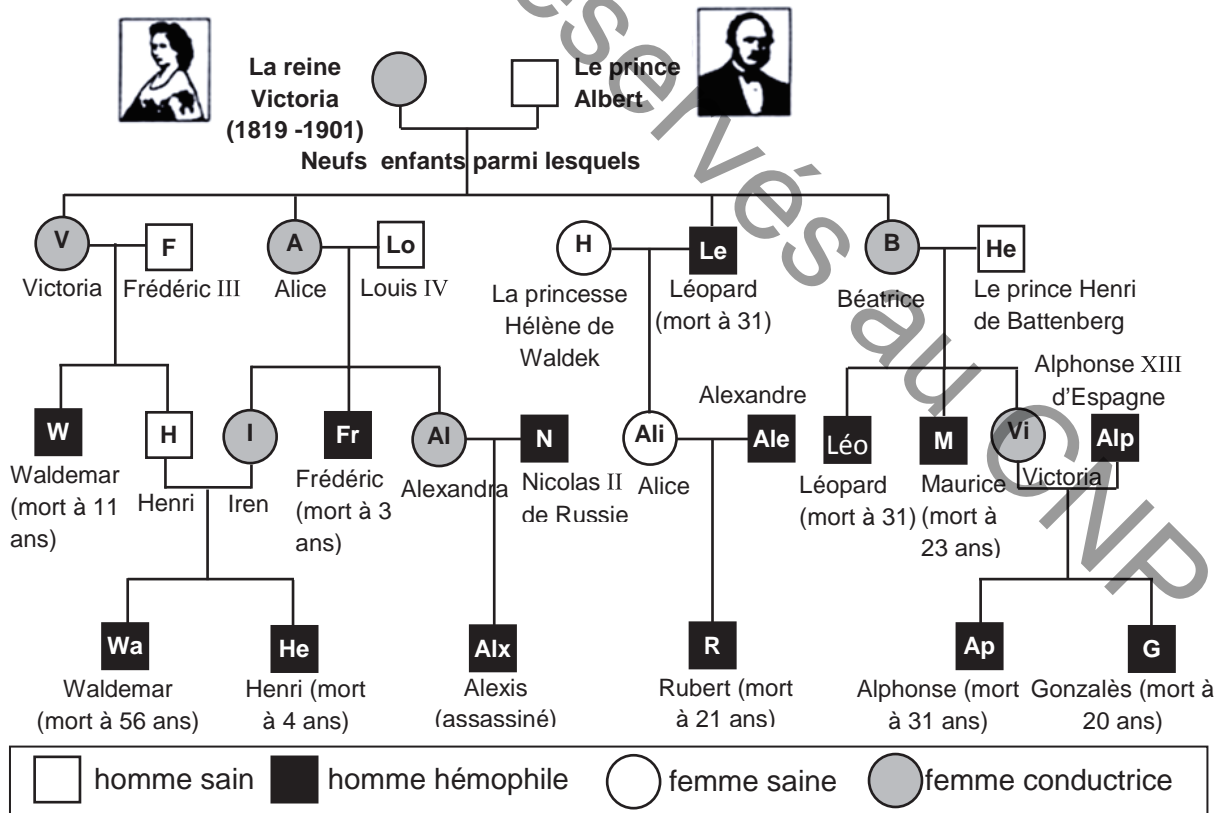 réservés au CNP
La reine
Victoria
(1819 -1901)
Le prince
Albert
Neufs enfants parmi lesquels
V
F
A
Lo
H
Le
B
He
Victoria
Frédéric III
Alice
Louis IV
La princesse
Hélène de
Waldek
Léopard
(mort à 31)
Béatrice
Le prince Henri
de Battenberg
Alphonse XIII
d'Espagne
Alexandre
W
H
I
Fr
Al
N
Ali
Ale
Léo
M
Vi
Alp
Waldemar
(mort à 11
ans)
Henri
Iren
Frédéric
(mort à 3
ans)
Alexandra
Nicolas II
de Russie
Alice
Léopard
(mort à 31)
Maurice
(mort à
23 ans)
Victoria
Wa
He
Alx
R
Ap
G
Waldemar
(mort à 56 ans)
Henri (mort
à 4 ans)
Alexis
(assassiné)
Rubert (mort
à 21 ans)
Alphonse (mort
à 31 ans)
Gonzalès (mort à
20 ans)
homme sain
homme hémophile
femme saine
femme conductrice